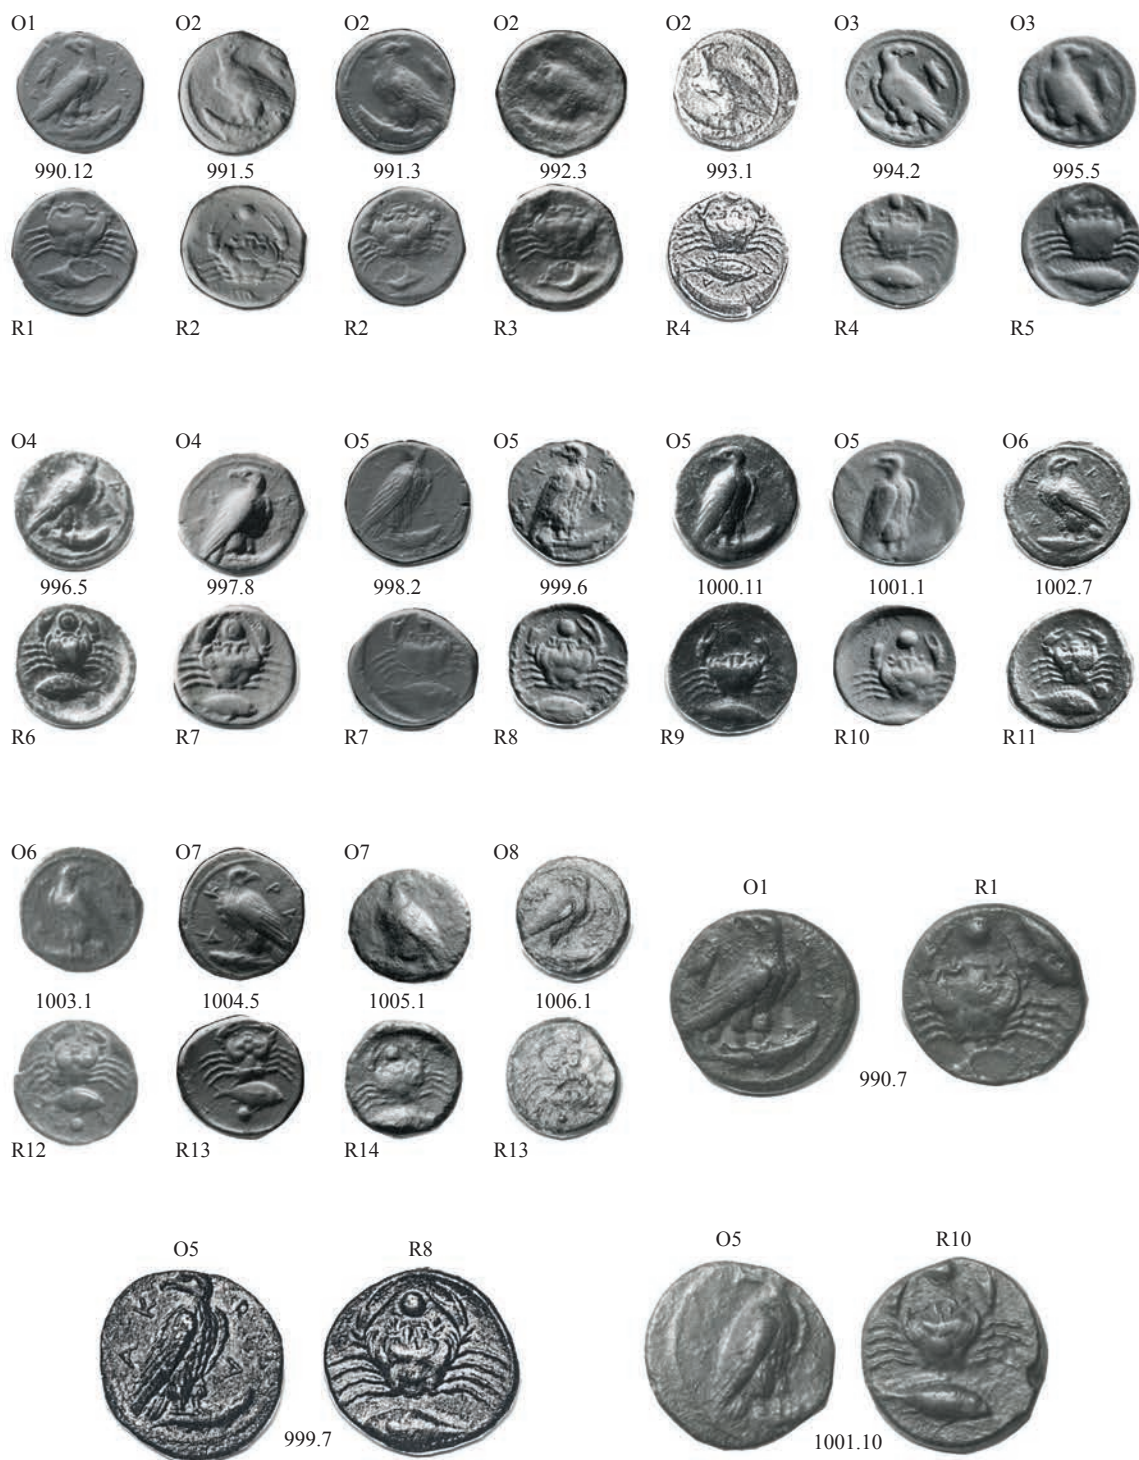 O1 O2 O2 O2 O2 O3 O3
990.12 991.5 991.3 992.3 993.1 994.2 995.5
R1 R2 R2 R3 R4 R4 R5
O4 O4 O5 O5 O5 O5 O6
996.5 997.8 998.2 999.6 1000.11 1001.1 1002.7
R6 R7 R7 R8 R9 R10 R11
O6 O7 O7 O8
1003.1 1004.5 1005.1 1006.1
R12 R13 R14 R13
O1 R1
990.7
O5 R8
999.7
O5 R10
1001.10